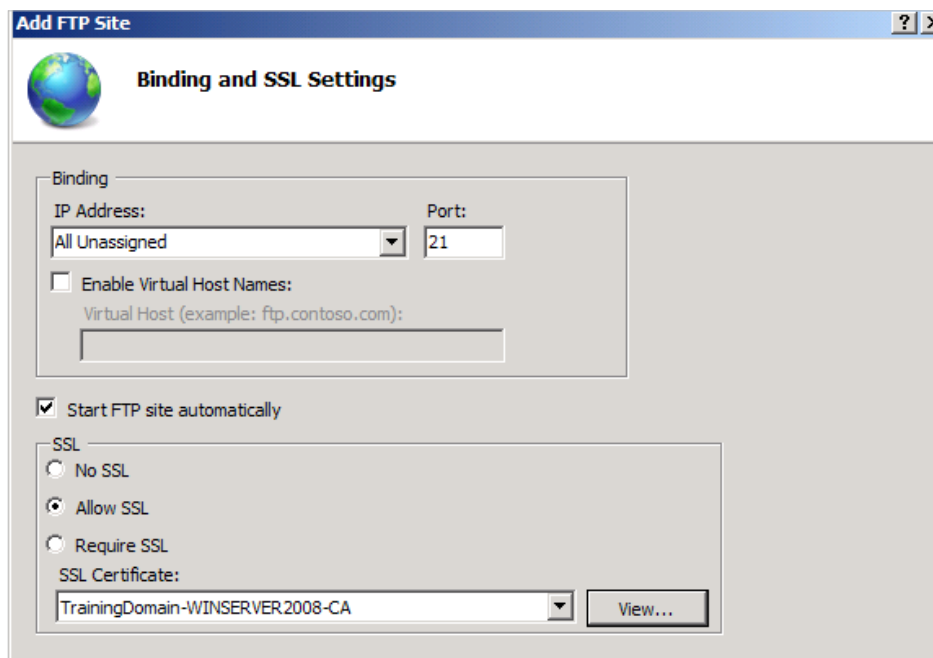 Add FTP Site
Binding and SSL Settings
Binding
IP Address: Port:
All Unassigned 21
Enable Virtual Host Names:
Virtual Host (example: ftp.contoso.com):
Start FTP site automatically
SSL
No SSL
Allow SSL
Require SSL
SSL Certificate:
TrainingDomain-WINSERVER2008-CA View...